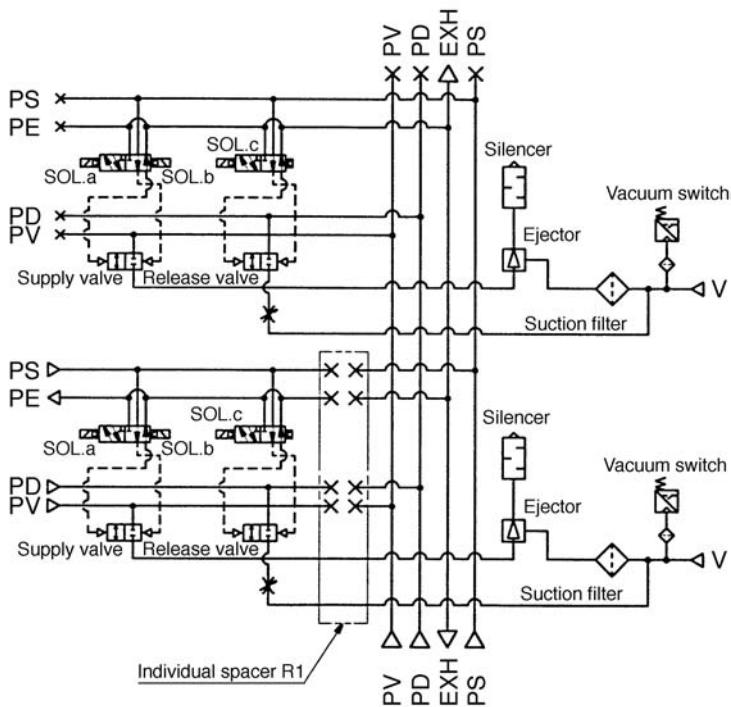 PV
PD
EXH
PS
PS
PE
SOL.c
SOL.a
SOL.b
Silencer
Vacuum switch
PD
PV
Ejector
Supply valve
Release valve
V
Suction filter
PS
PE
SOL.c
SOL.a
SOL.b
Silencer
Vacuum switch
PD
PV
Ejector
Supply valve
Release valve
V
Suction filter
Individual spacer R1
PV
PD
EXH
PS